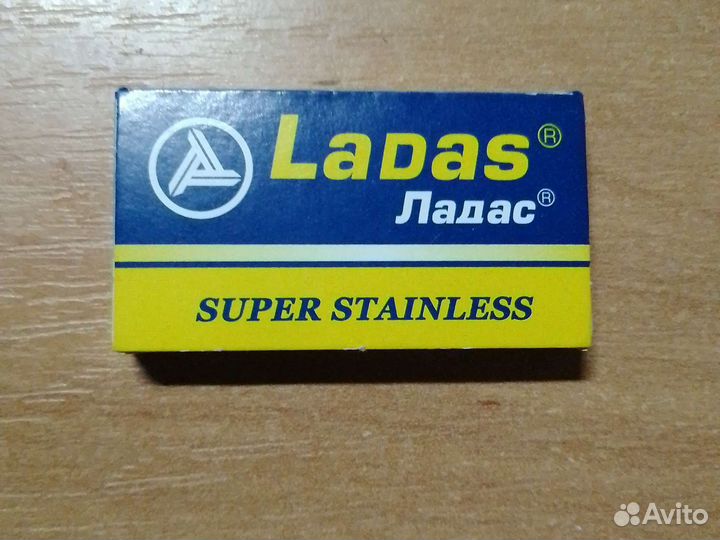 LaDas®
Ладас®
SUPER STAINLESS
Avito